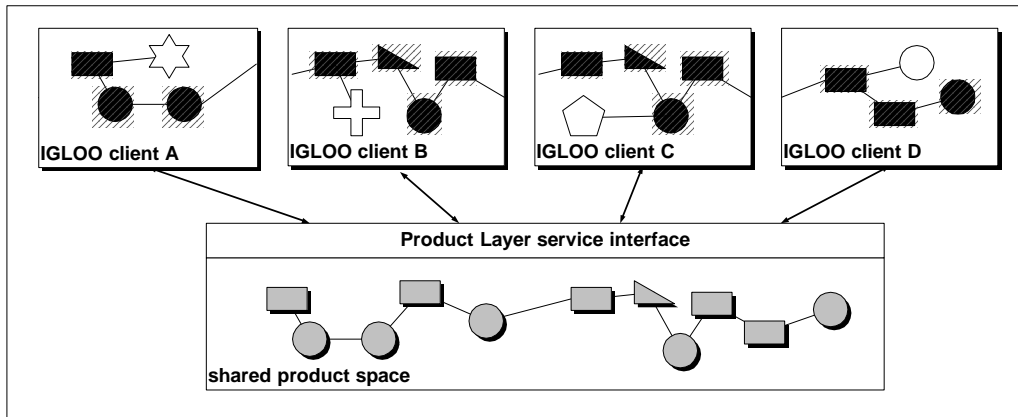 IGLOO client A
IGLOO client B
IGLOO client C
IGLOO client D
Product Layer service interface
shared product space